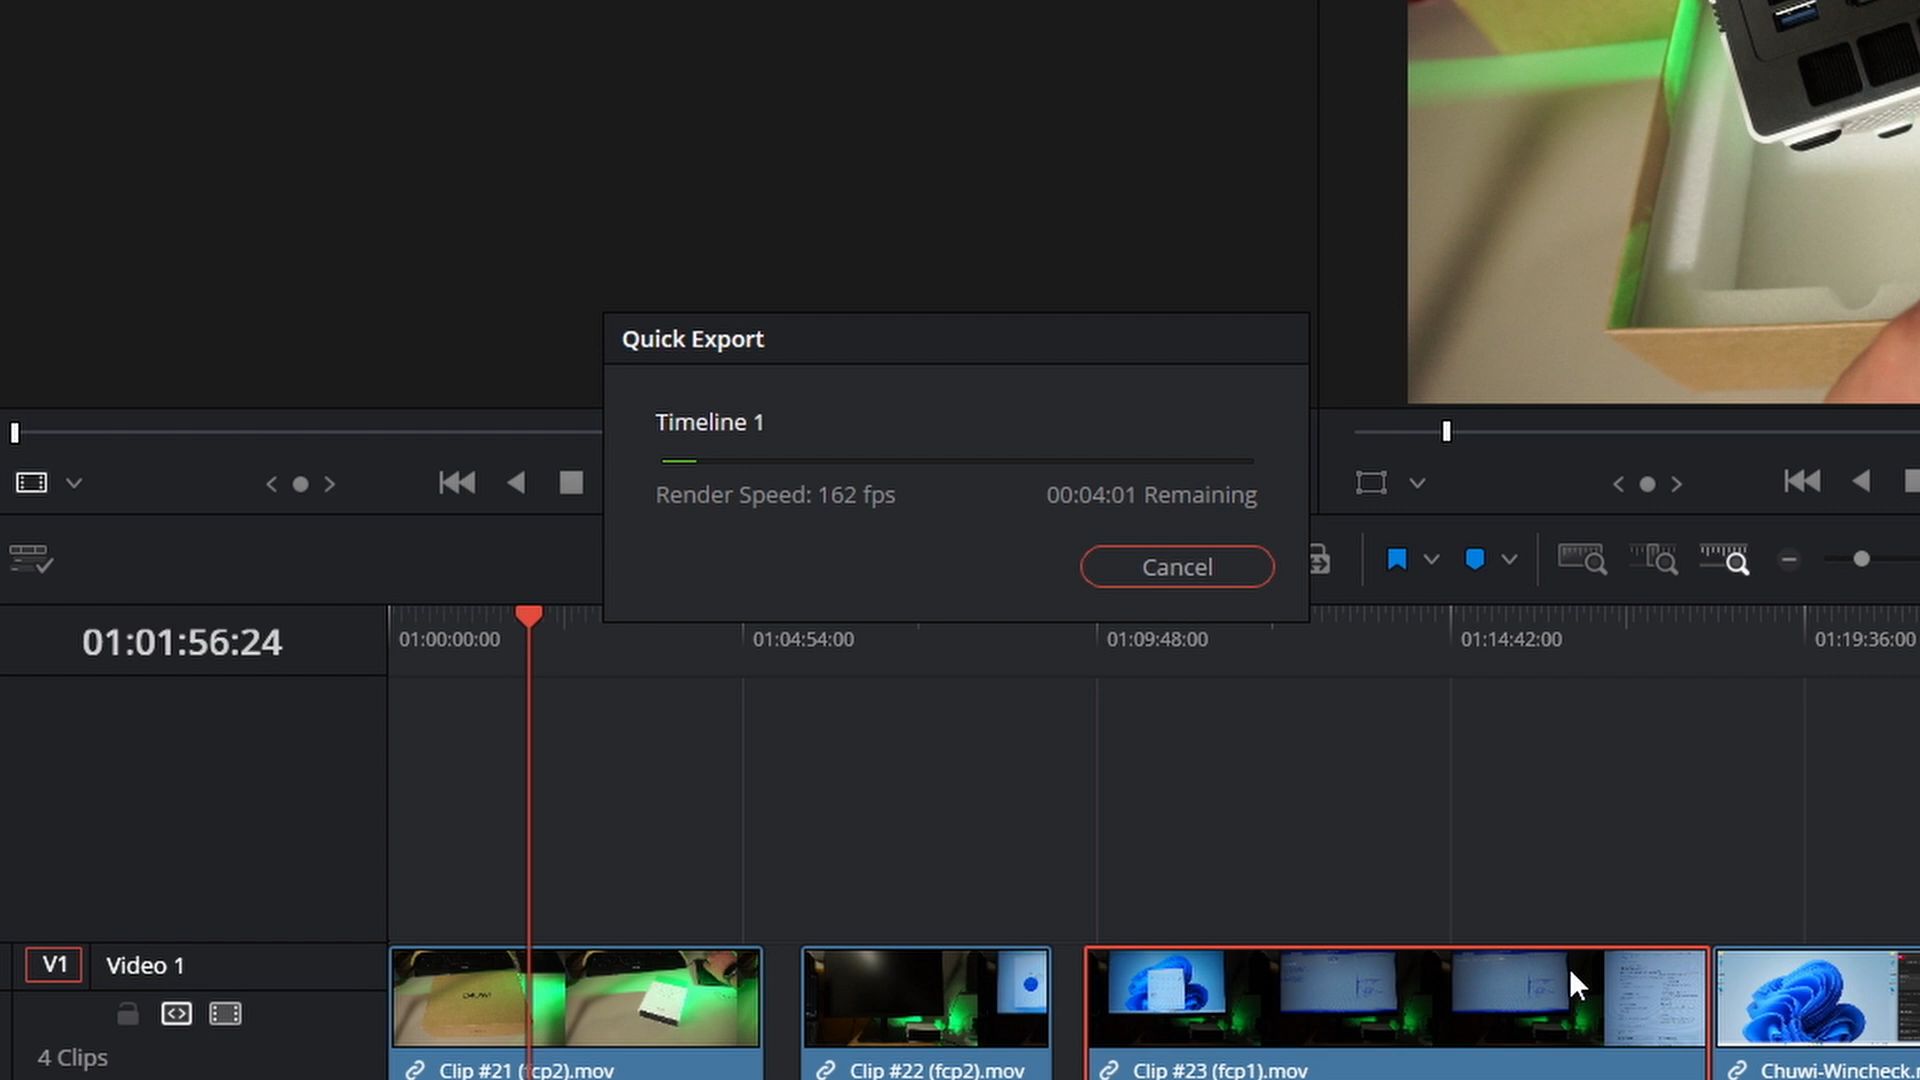 Quick Export
Timeline 1
Render Speed: 162 fps
00:04:01 Remaining
Cancel
01:01:56:24
01:00:00:00
01:04:54:00
01:09:48:00
01:14:42:00
01:19:36:00
V1
Video 1
4 Clips
CHUWI
Clip #21 (fcp2).mov
Clip #22 (fcp2).mov
Clip #23 (fcp1).mov
Chuwi-Wincheck.